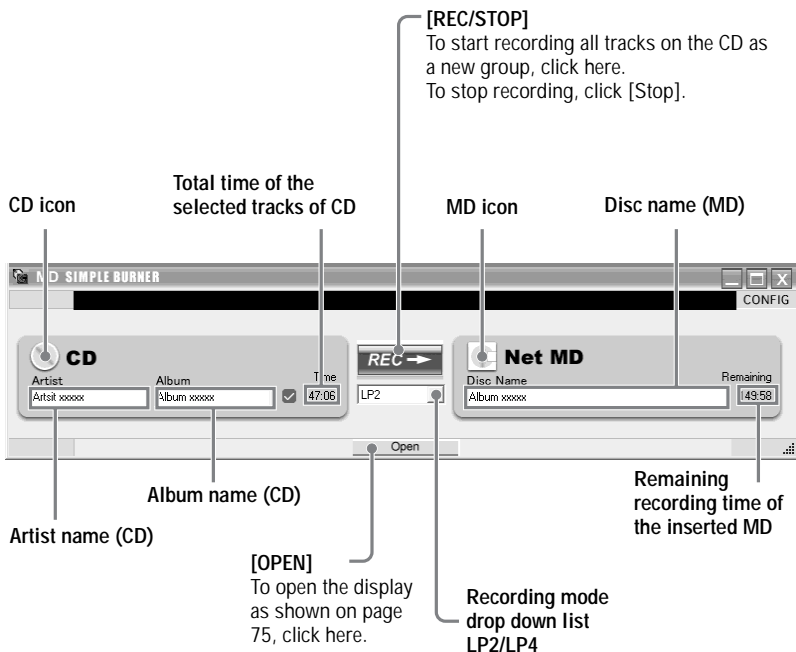 [REC/STOP]
To start recording all tracks on the CD as
a new group, click here.
To stop recording, click [Stop].
Total time of the
selected tracks of CD
CD icon
MD icon
Disc name (MD)
MD SIMPLE BURNER
CONFIG
CD
REC
Net MD
Artist
Album
Time
Disc Name
Remaining
Artsit xxxxx
Album xxxxx
47:06
LP2
Album xxxxx
149:58
Open
Album name (CD)
Artist name (CD)
Remaining
recording time of
the inserted MD
[OPEN]
To open the display
as shown on page
75, click here.
Recording mode
drop down list
LP2/LP4